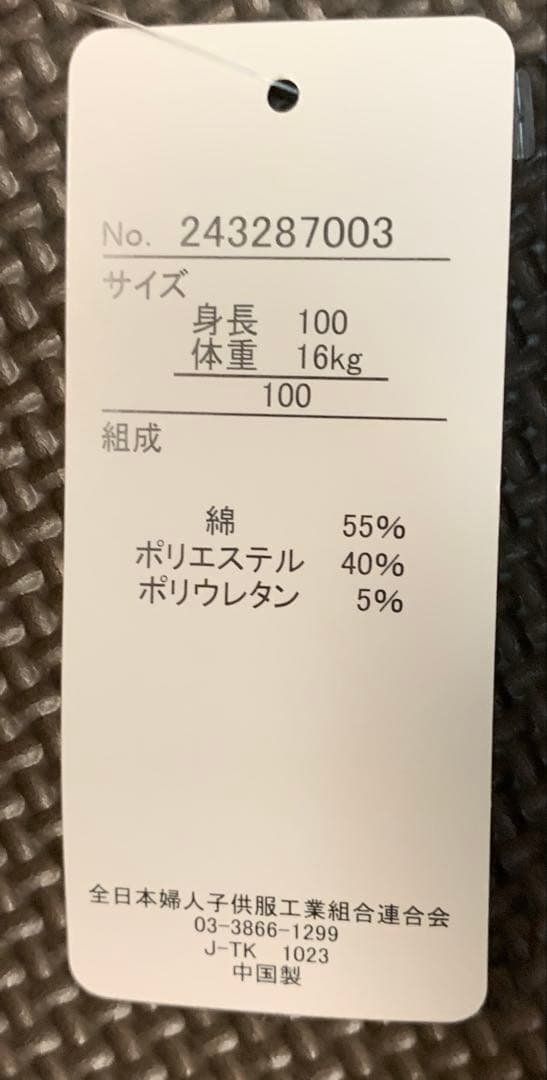 No. 243287003
サイズ
身長 100
体重 16kg
100
組成
綿 55%
ポリエステル 40%
ポリウレタン 5%
全日本婦人子供服工業組合連合会
03-3866-1299
J-TK 1023
中国製